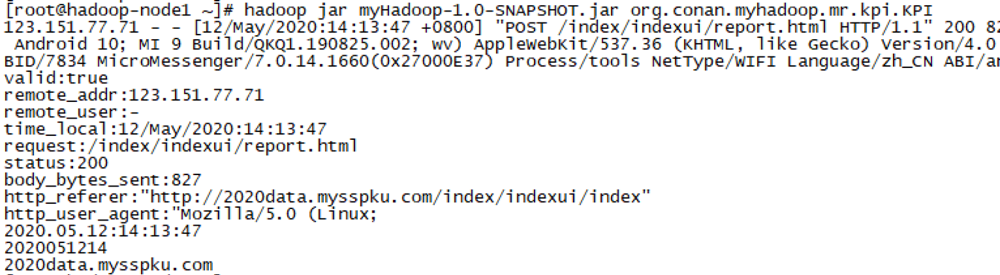 [root@hadoop-node1 ~]# hadoop jar myHadoop-1.0-SNAPSHOT.jar org.conan.myhadoop.mr.kpi.KPI
123.151.77.71 - - [12/May/2020:14:13:47 +0800] "POST /index/indexui/report.html HTTP/1.1" 200 82
Android 10; MI 9 Build/QKQ1.190825.002; wv) AppleWebKit/537.36 (KHTML, like Gecko) Version/4.0
BID/7834 MicroMessenger/7.0.14.1660(0x27000E37) Process/tools NetType/WIFI Language/zh_CN ABI/ar
valid:true
remote_addr:123.151.77.71
remote_user:-
time_local:12/May/2020:14:13:47
request:/index/indexui/report.html
status:200
body_bytes_sent:827
http_referer:"http://2020data.mysspku.com/index/indexui/index"
http_user_agent:"Mozilla/5.0 (Linux;
2020.05.12:14:13:47
2020051214
2020data.mysspku.com